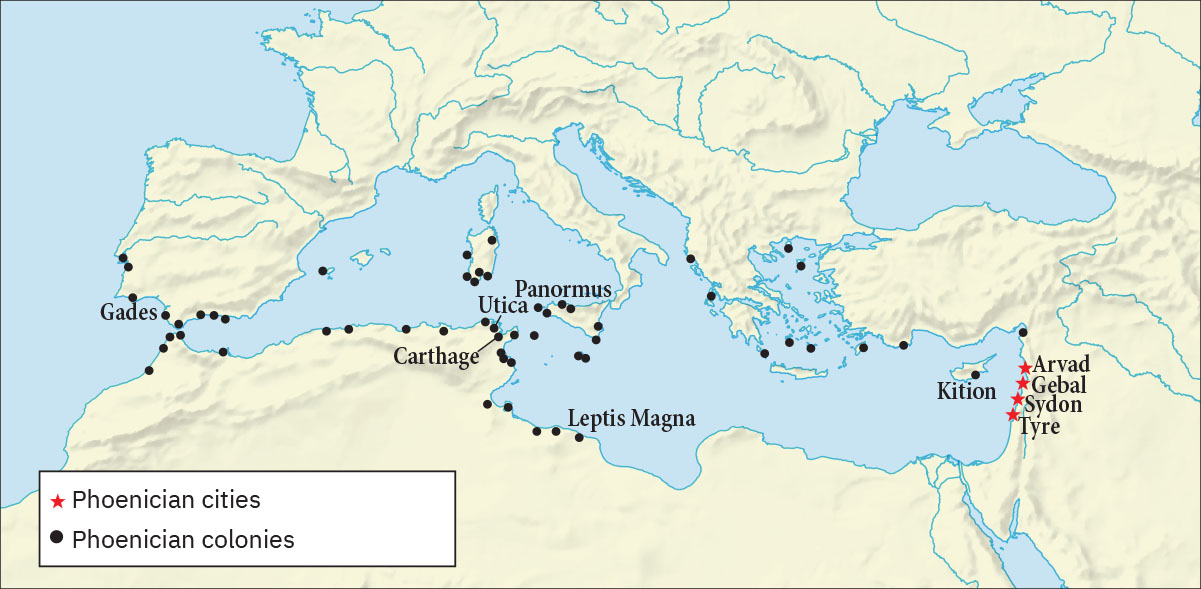 Gades
Panormus
Utica
Carthage
Leptis Magna
Kition
Arvad
Gebal
Sydon
Tyre
Phoenician cities
Phoenician colonies